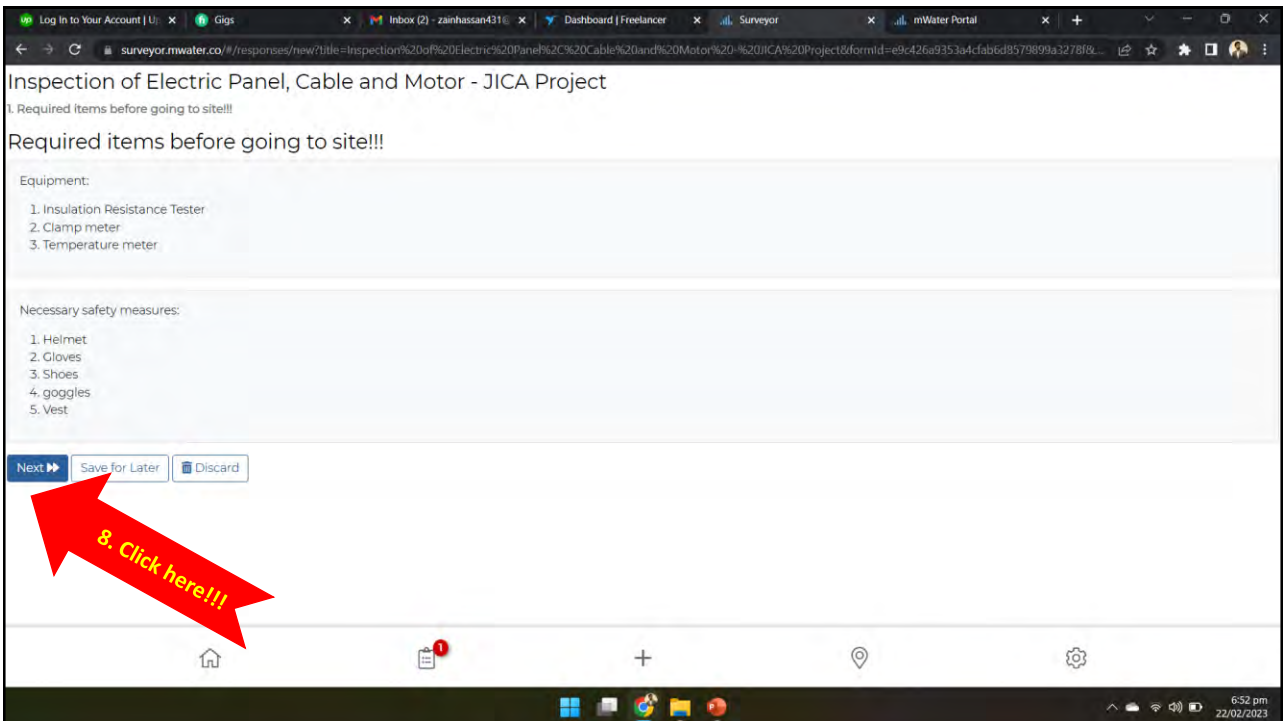 Log In to Your Account | U
Gigs
Inbox (2) - zainhassan431
Dashboard | Freelancer
Surveyor
mWater Portal
surveyor.mwater.co/#/responses/new?title=Inspection%20of%20Electric%20Panel%2C%20Cable%20and%20Motor%20-%20JICA%20Project&formId=e9c426a9353a4cfab6d8579899a3278f&...
Inspection of Electric Panel, Cable and Motor - JICA Project
1. Required items before going to site!!!
Required items before going to site!!!
Equipment:
1. Insulation Resistance Tester
2. Clamp meter
3. Temperature meter
Necessary safety measures:
1. Helmet
2. Gloves
3. Shoes
4. goggles
5. Vest
Next Save for Later Discard
8. Click here!!!
1
6:52 pm
22/02/2023